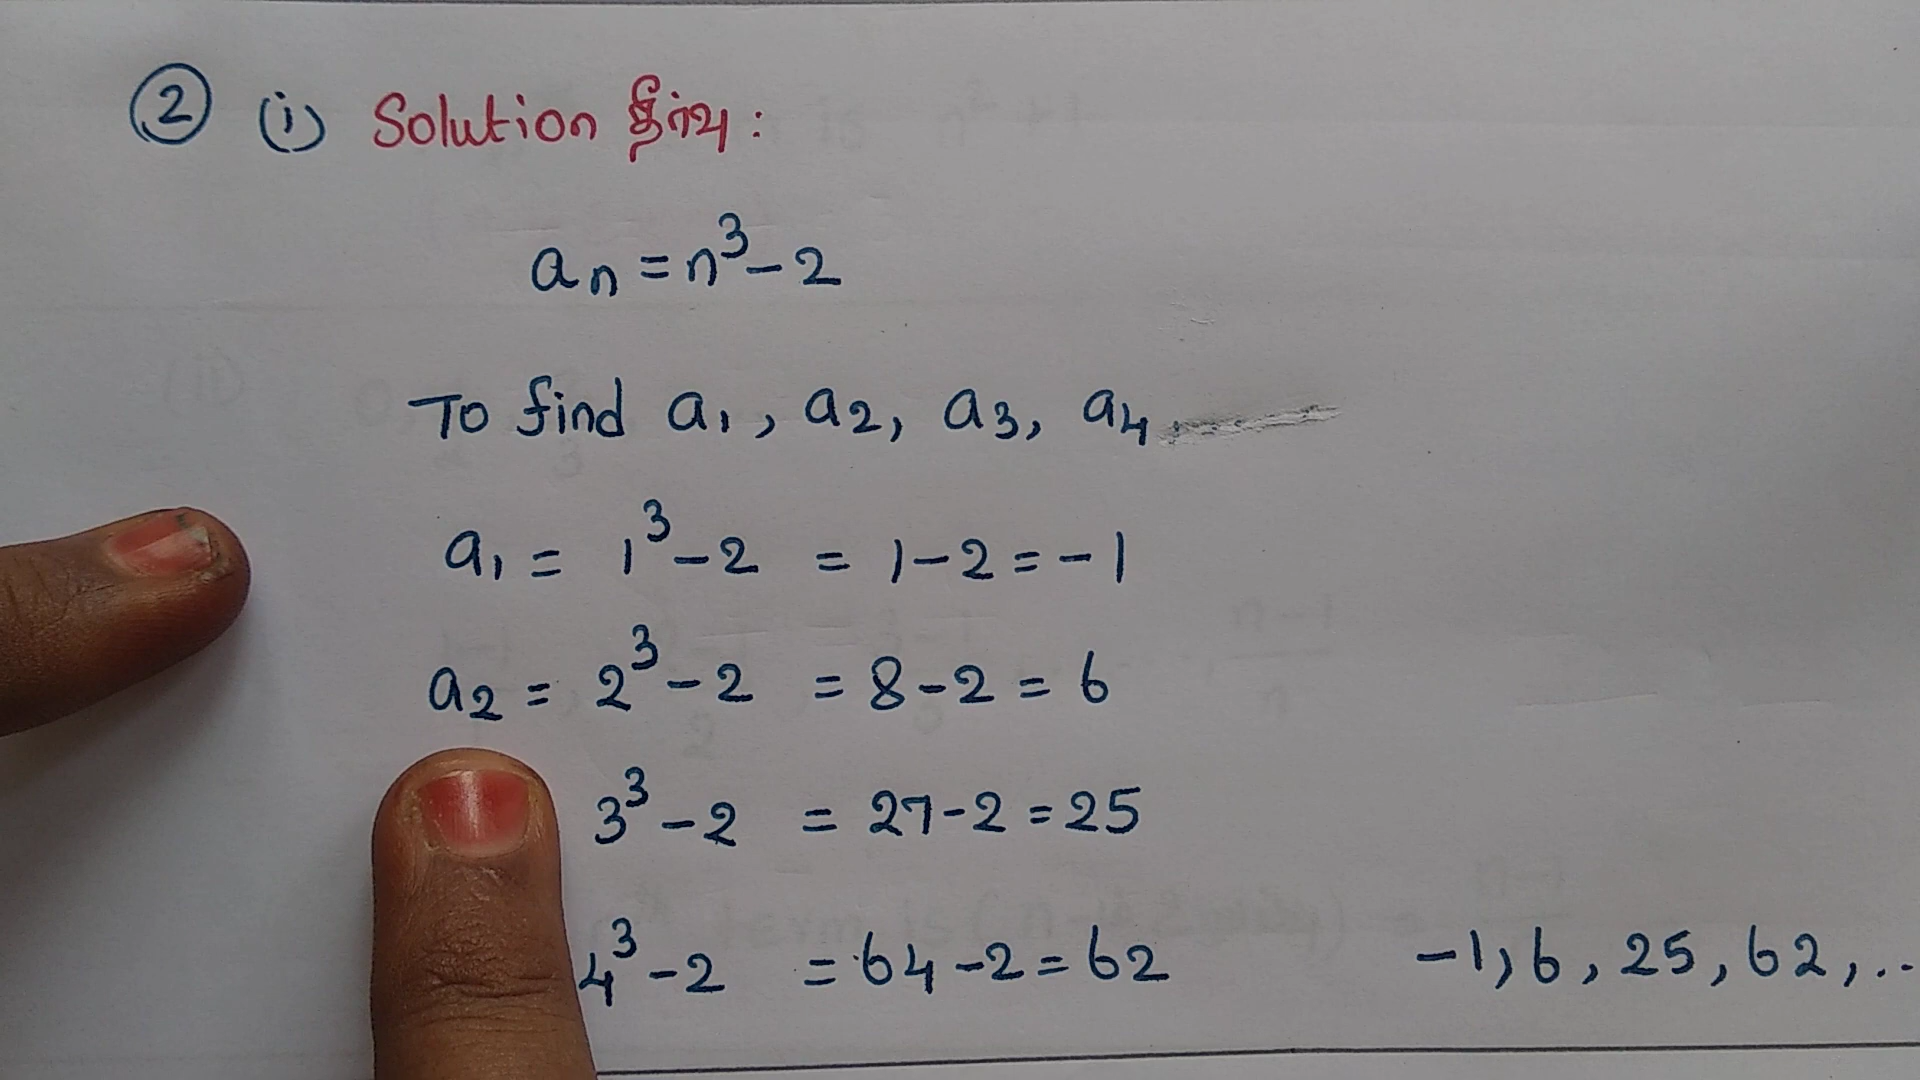 ② (i) Solution தீர்வு :
aₙ = n³ - 2
To find a₁, a₂, a₃, a₄
a₁ = 1³ - 2 = 1 - 2 = - 1
a₂ = 2³ - 2 = 8 - 2 = 6
3³ - 2 = 27 - 2 = 25
4³ - 2 = 64 - 2 = 62 -1, 6, 25, 62, ..